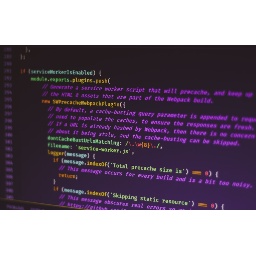 };
};
if (serviceWorkerIsEnabled) {
module.exports.plugins.push(
// Generate a service worker script that will precache, and keep up
// the HTML & assets that are part of the Webpack build.
new SWPrecacheWebpackPlugin({
// By default, a cache-busting query parameter is appended to reque
// used to populate the caches, to ensure the responses are fresh.
// If a URL is already hashed by Webpack, then there is no concern
// about it being stale, and the cache-busting can be skipped.
dontCacheBustUrlsMatching: /\.\w{8}\./,
filename: 'service-worker.js',
logger(message) {
if (message.indexOf('Total precache size is') === 0) {
// This message occurs for every build and is a bit too noisy.
return;
}
if (message.indexOf('Skipping static resource') === 0) {
// This message obscures real errors so
// https://github